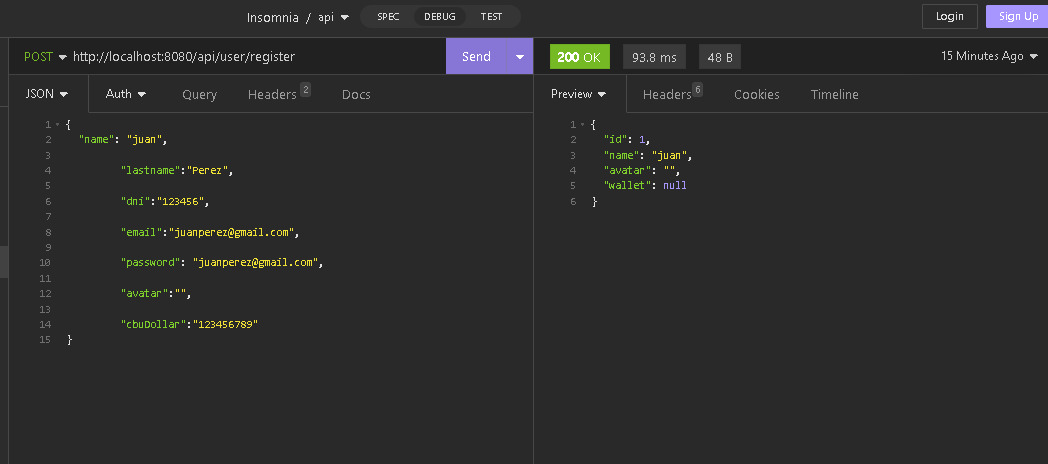 Insomnia / api SPEC DEBUG TEST Login Sign Up
POST http://localhost:8080/api/user/register Send
JSON Auth Query Headers 2 Docs
1 {
2 "name": "juan",
3
4 "lastname":"Perez",
5
6 "dni":"123456",
7
8 "email":"juanperez@gmail.com",
9
10 "password": "juanperez@gmail.com",
11
12 "avatar":"",
13
14 "cbuDollar":"123456789"
15 }
200 OK 93.8 ms 48 B 15 Minutes Ago
Preview Headers 6 Cookies Timeline
1 {
2 "id": 1,
3 "name": "juan",
4 "avatar": "",
5 "wallet": null
6 }